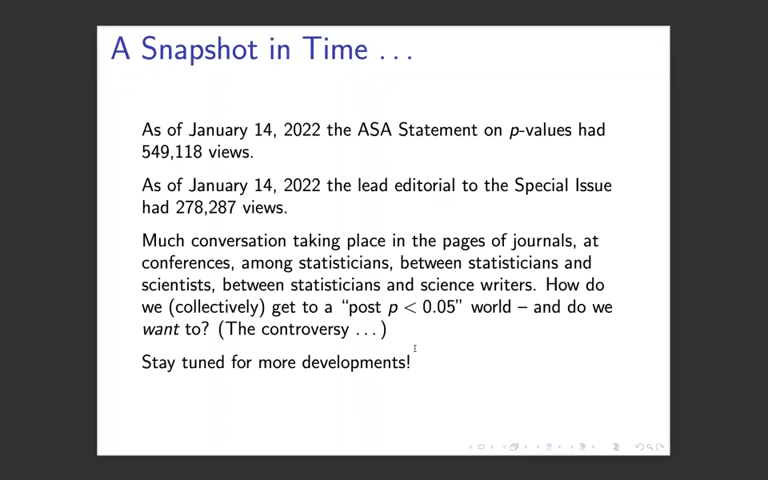 A Snapshot in Time . . .
As of January 14, 2022 the ASA Statement on p-values had
549,118 views.
As of January 14, 2022 the lead editorial to the Special Issue
had 278,287 views.
Much conversation taking place in the pages of journals, at
conferences, among statisticians, between statisticians and
scientists, between statisticians and science writers. How do
we (collectively) get to a “post p < 0.05” world – and do we
want to? (The controversy . . . )
Stay tuned for more developments!